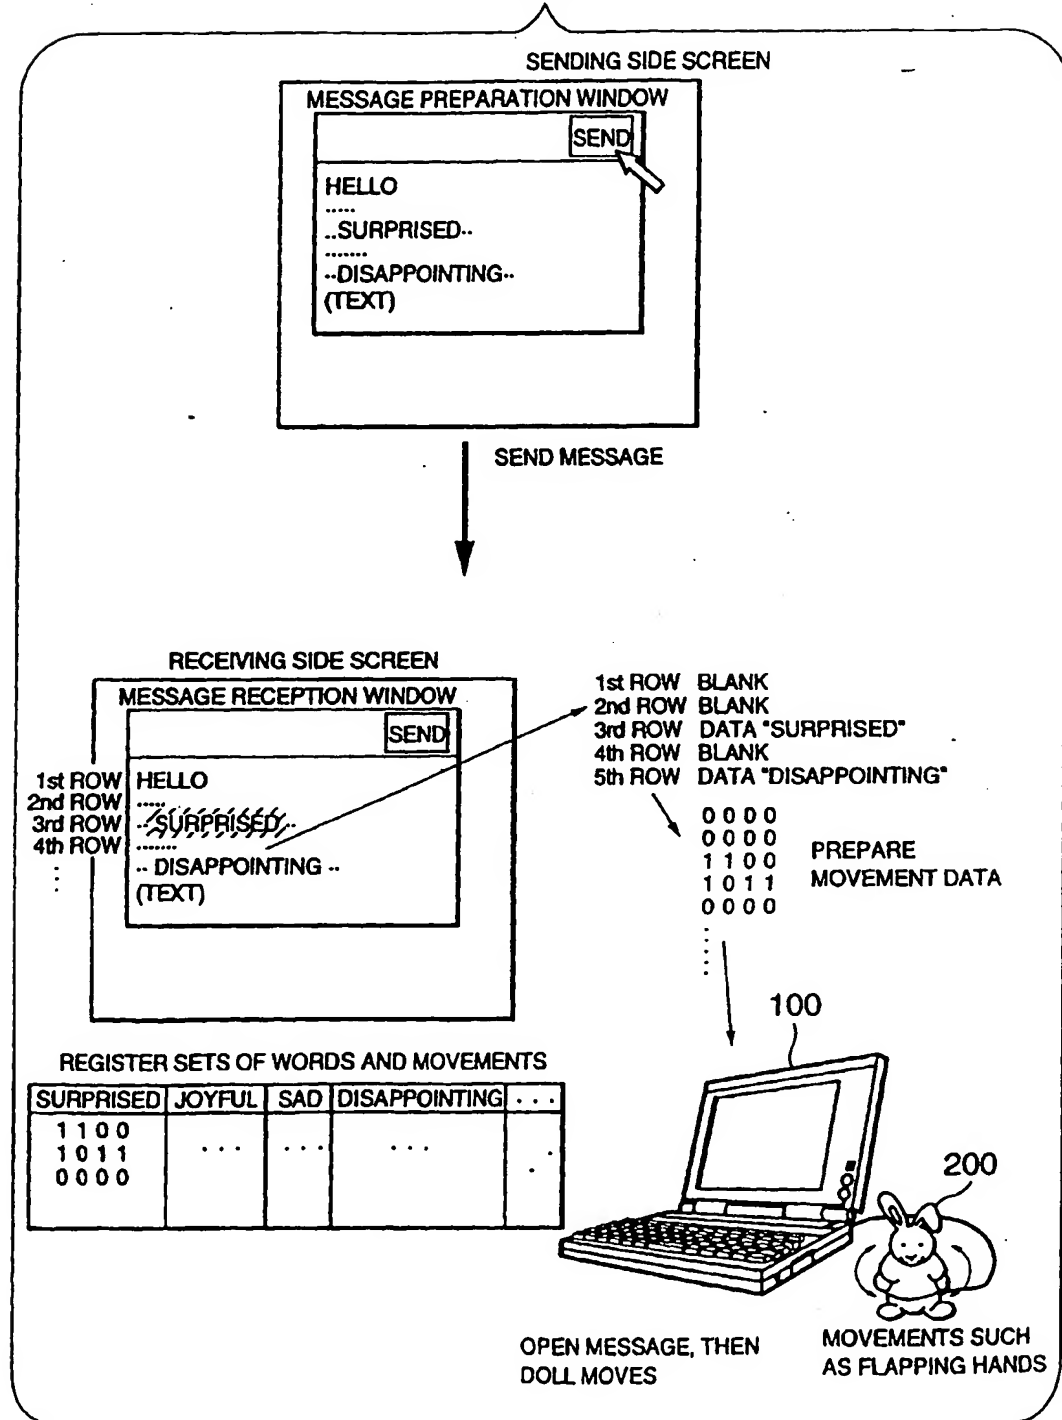 SENDING SIDE SCREEN
MESSAGE PREPARATION WINDOW
SEND
HELLO
.....
..SURPRISED..
.......
..DISAPPOINTING..
(TEXT)
SEND MESSAGE
RECEIVING SIDE SCREEN
MESSAGE RECEPTION WINDOW
SEND
1st ROW HELLO
2nd ROW .....
3rd ROW ..SURPRISED..
4th ROW .......
.. DISAPPOINTING ..
(TEXT)
1st ROW BLANK
2nd ROW BLANK
3rd ROW DATA "SURPRISED"
4th ROW BLANK
5th ROW DATA "DISAPPOINTING"
0 0 0 0
0 0 0 0
1 1 0 0
1 0 1 1
0 0 0 0
PREPARE
MOVEMENT DATA
REGISTER SETS OF WORDS AND MOVEMENTS
SURPRISED JOYFUL SAD DISAPPOINTING ...
1 1 0 0
1 0 1 1 ... ... ...
0 0 0 0
100
200
OPEN MESSAGE, THEN
DOLL MOVES
MOVEMENTS SUCH
AS FLAPPING HANDS